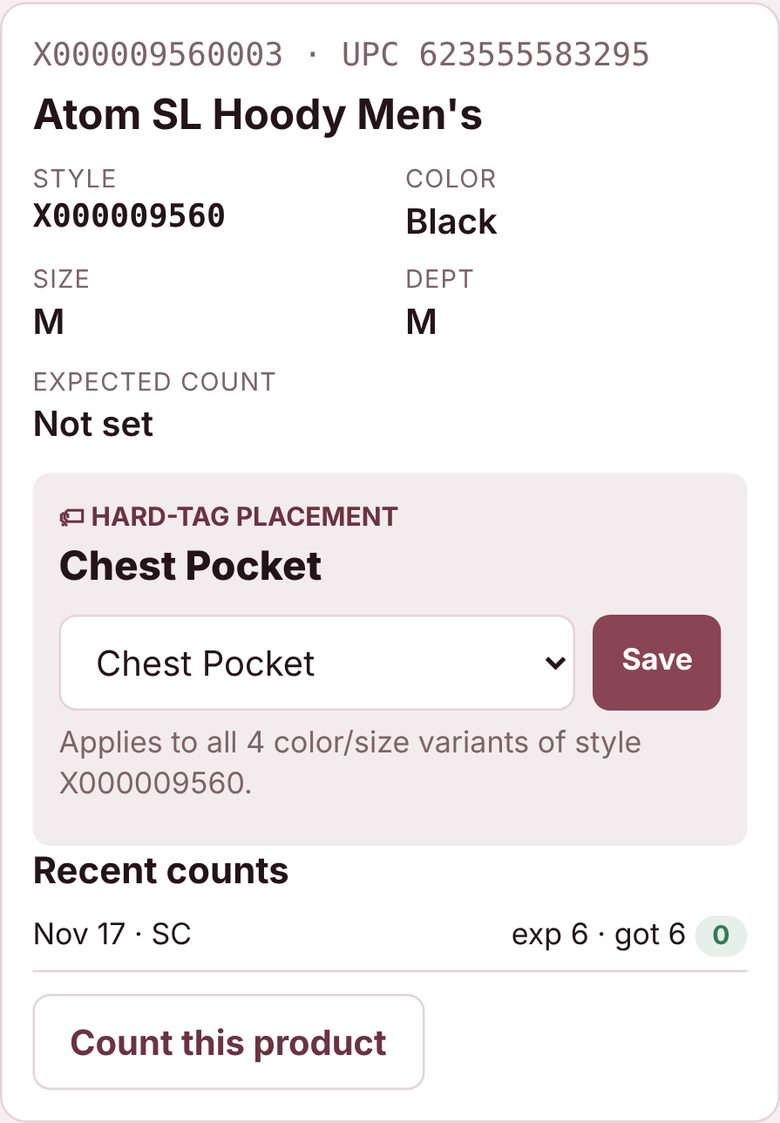 X000009560003 · UPC 623555583295
Atom SL Hoody Men's
STYLE
X000009560
COLOR
Black
SIZE
M
DEPT
M
EXPECTED COUNT
Not set
HARD-TAG PLACEMENT
Chest Pocket
Chest Pocket
Save
Applies to all 4 color/size variants of style
X000009560.
Recent counts
Nov 17 · SC
exp 6 · got 6 0
Count this product